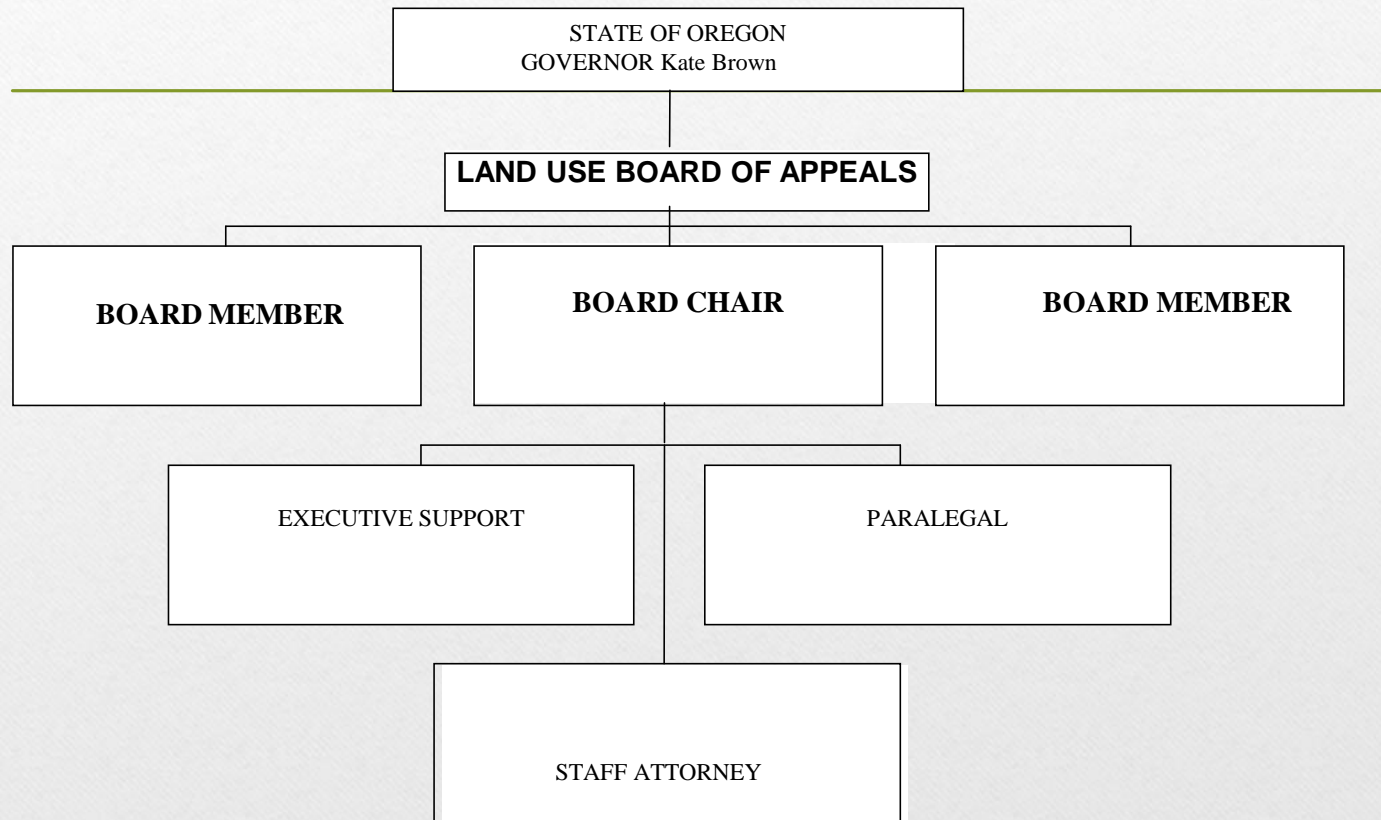 STATE OF OREGON
GOVERNOR Kate Brown
LAND USE BOARD OF APPEALS
BOARD MEMBER
BOARD CHAIR
BOARD MEMBER
EXECUTIVE SUPPORT
PARALEGAL
STAFF ATTORNEY